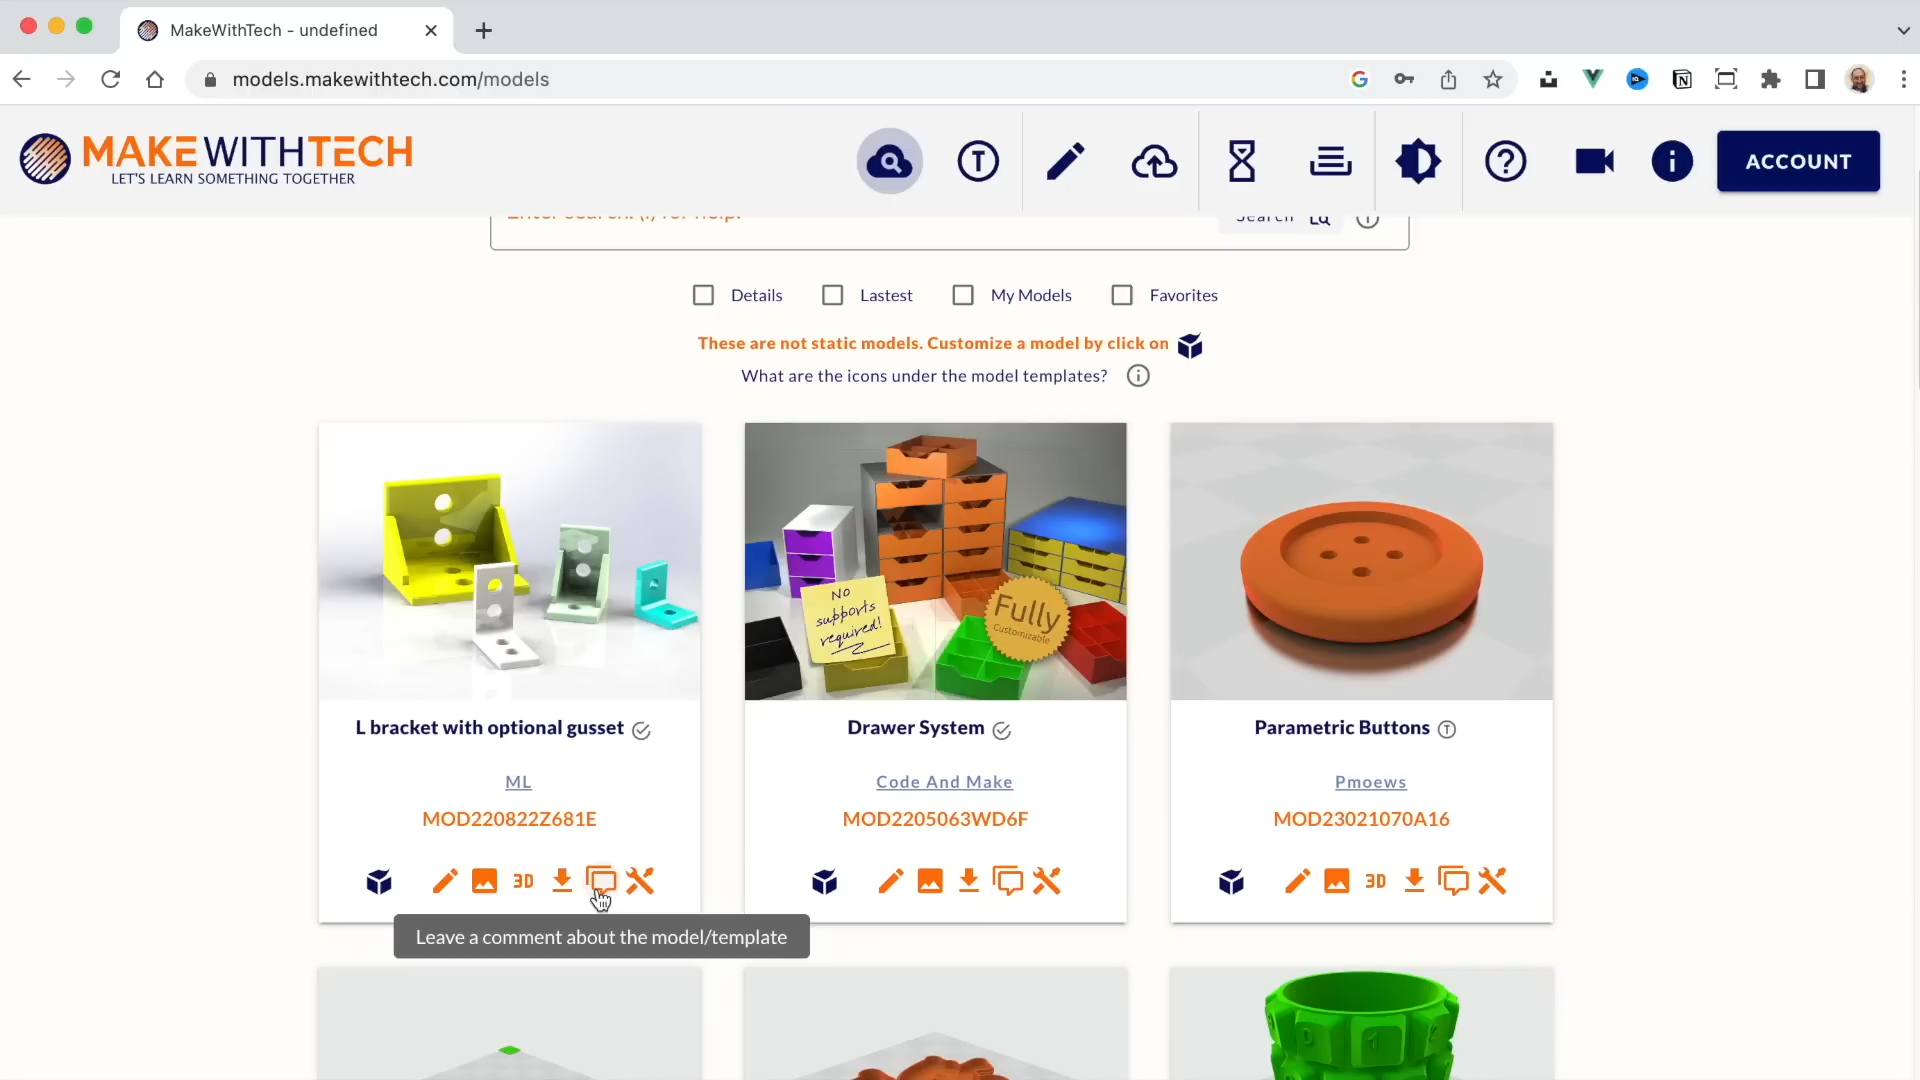 MakeWithTech - undefined
models.makewithtech.com/models
MAKEWITHTECH
LET'S LEARN SOMETHING TOGETHER
T
ACCOUNT
Enter search. (i) for help.
Search
Details
Lastest
My Models
Favorites
These are not static models. Customize a model by click on
What are the icons under the model templates?
No supports required!
Fully
Customizable
L bracket with optional gusset
Drawer System
Parametric Buttons
ML
Code And Make
Pmoews
MOD220822Z681E
MOD2205063WD6F
MOD23021070A16
3D
3D
Leave a comment about the model/template
0 1 2